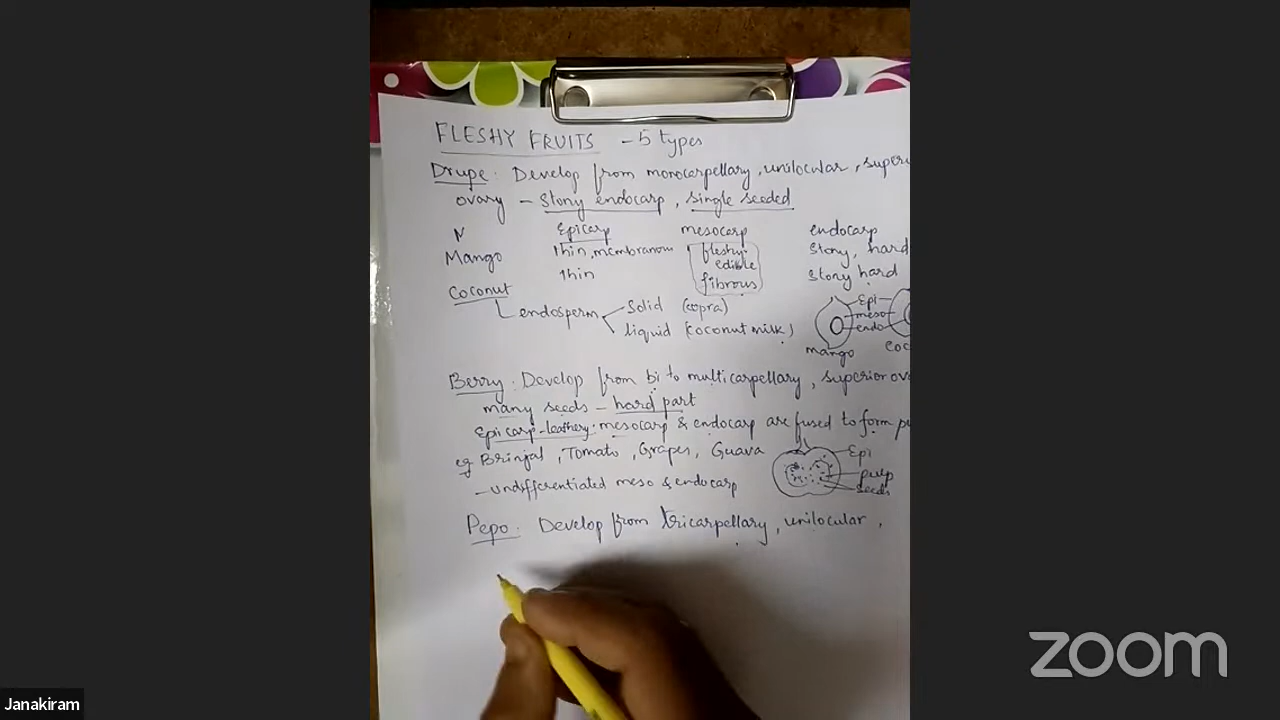 FLESHY FRUITS - 5 types
Drupe: Develop from monocarpellary, unilocular, superi
ovary - Stony endocarp, single seeded
N Epicarp mesocarp endocarp
Mango thin, membranous fleshy edible Stony, hard
Coconut thin fibrous Stony hard
endosperm solid (copra)
liquid (coconut milk)
Epi
meso
endo
mango coc
Berry: Develop from bi to multicarpellary, superior ova
many seeds - hard part
Epicarp - leathery: mesocarp & endocarp are fused to form pu
eg Brinjal, Tomato, Grapes, Guava
- undifferentiated meso & endocarp
Epi
pulp
seeds
Pepo: Develop from tricarpellary, unilocular,
zoom
Janakiram